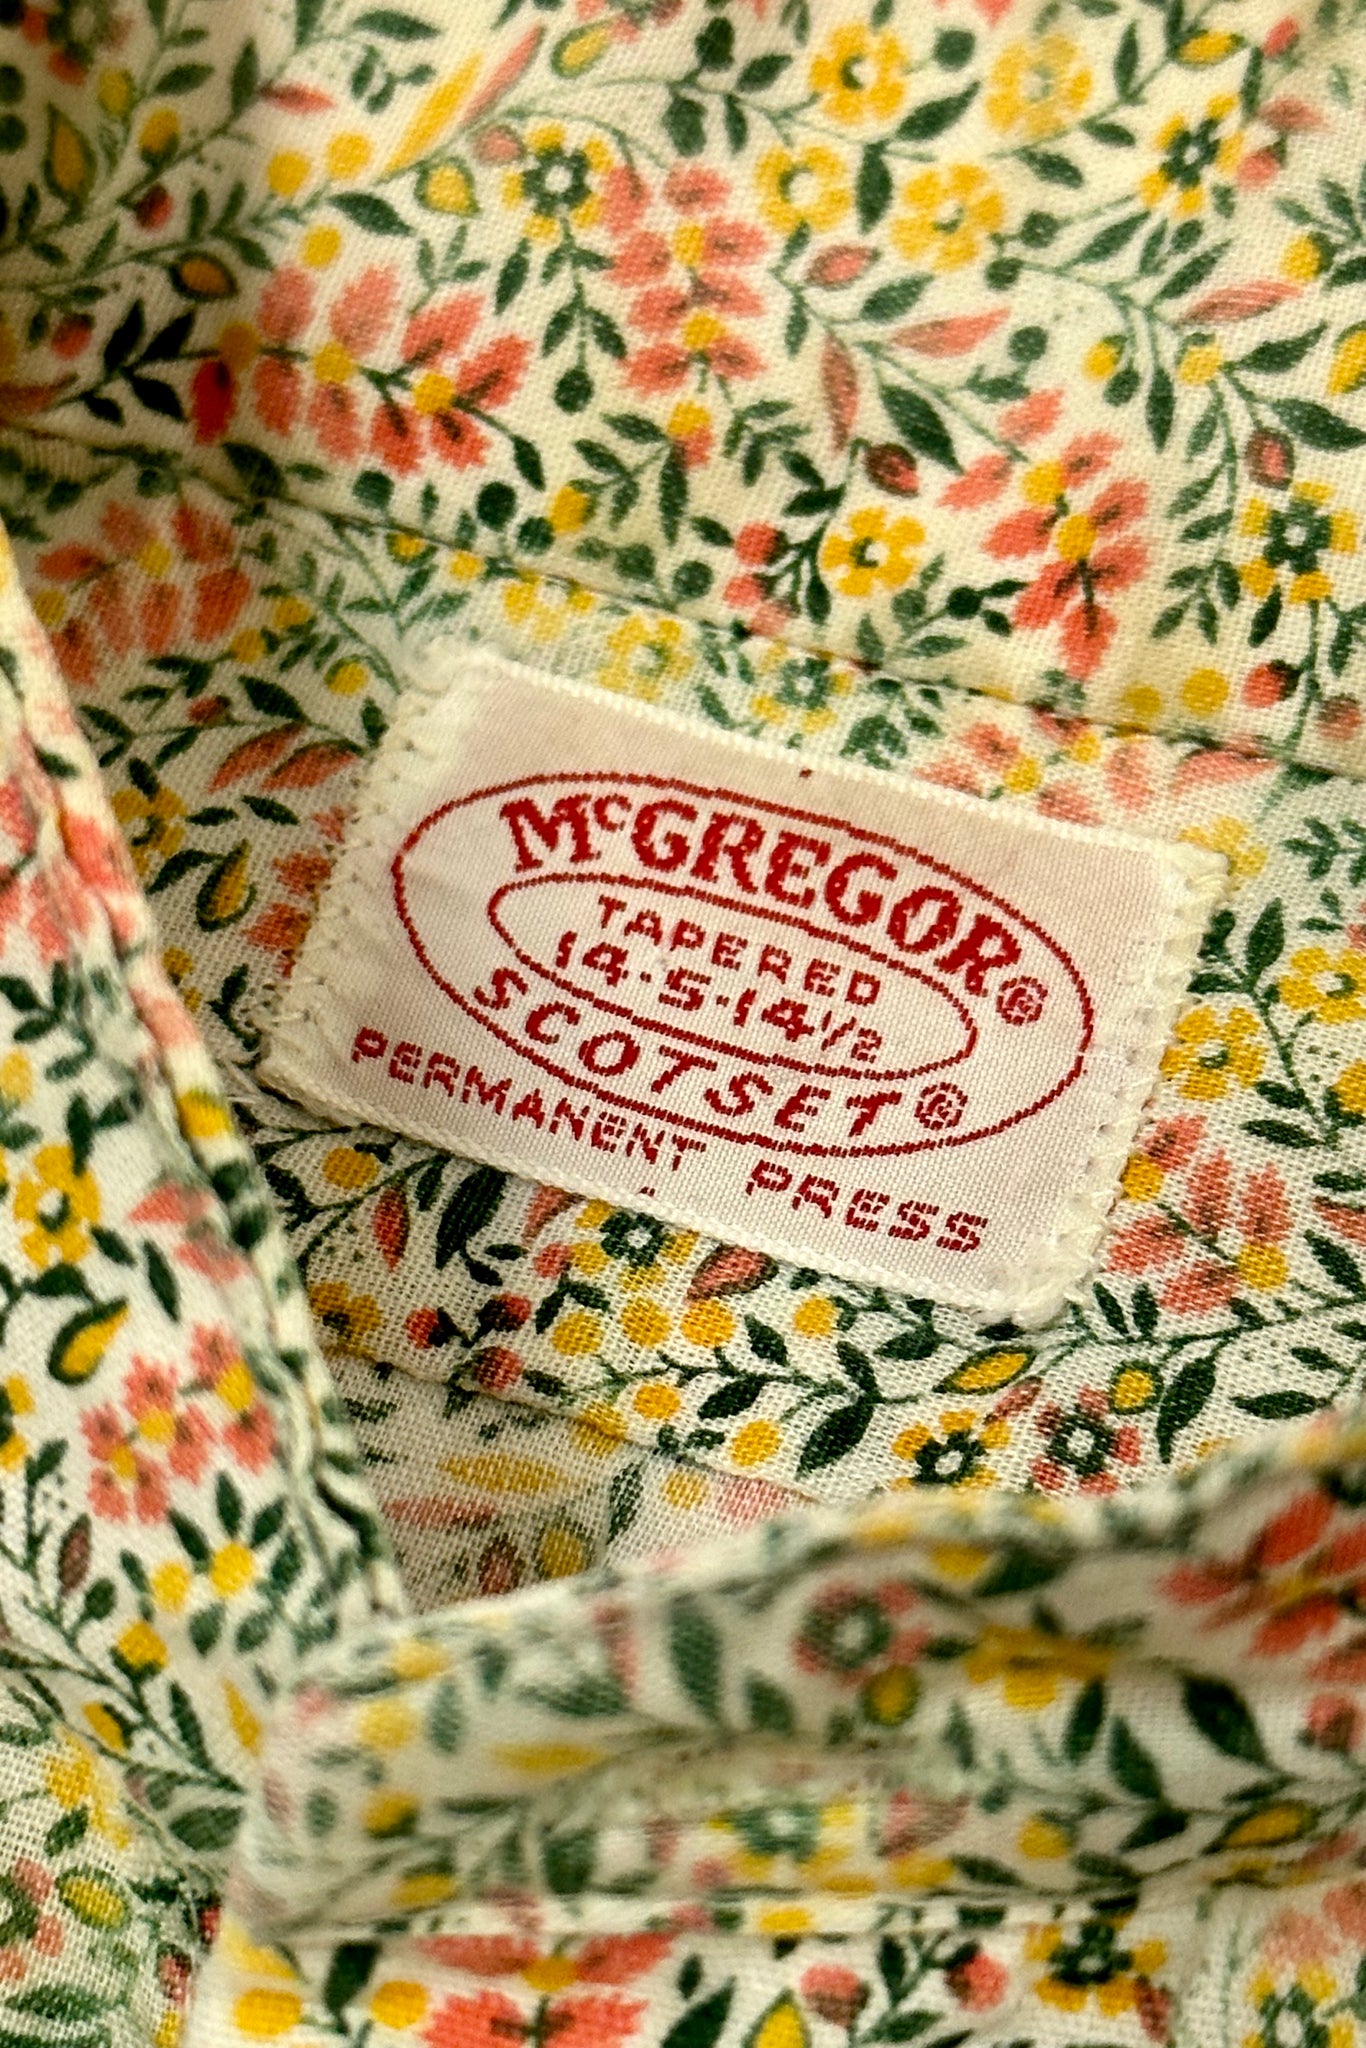 McGREGOR®
TAPERED
14·S·14½
SCOTSET®
PERMANENT PRESS